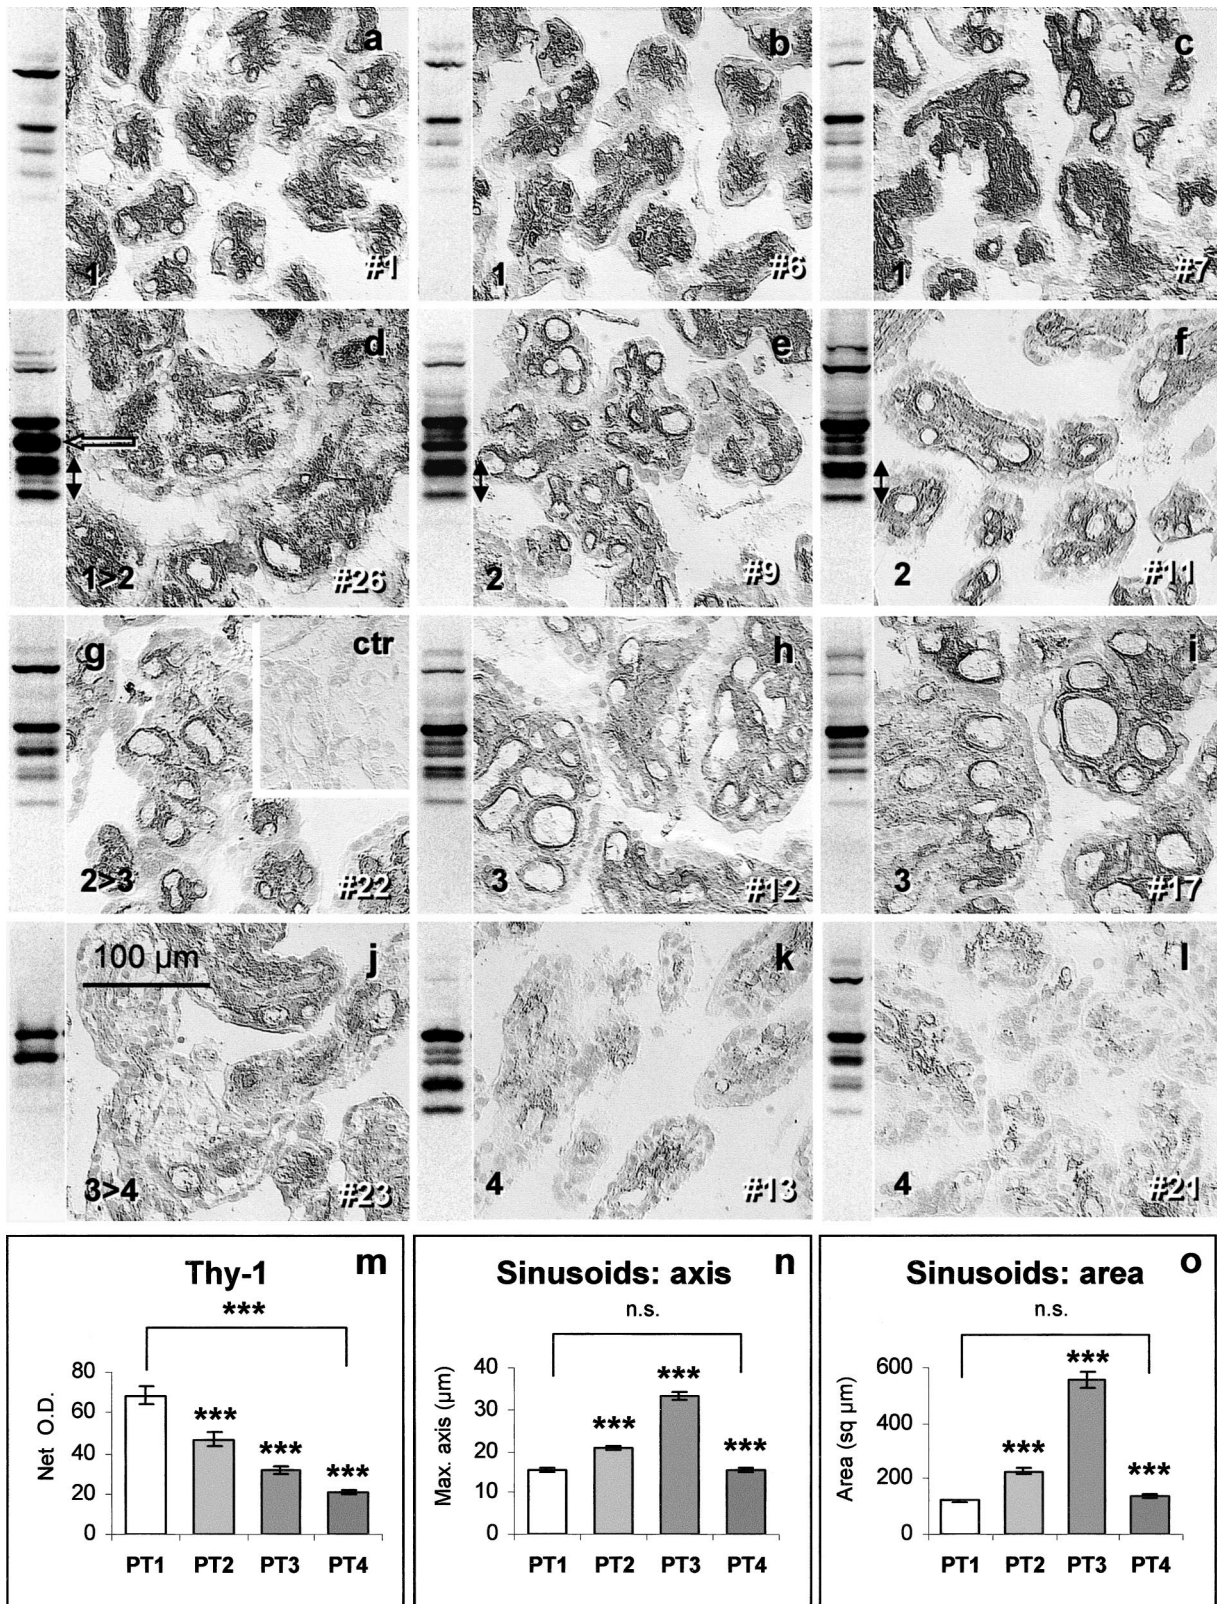 a
1
#1
b
1
#6
c
1
#7
d
1>2
#26
e
2
#9
f
2
#11
g
ctr
2>3
#22
h
3
#12
i
3
#17
100 µm
j
3>4
#23
k
4
#13
l
4
#21
m
Thy-1
***
Net O.D.
80
60
40
20
0
***
***
***
PT1 PT2 PT3 PT4
n
Sinusoids: axis
n.s.
Max. axis (µm)
40
30
20
10
0
***
***
***
PT1 PT2 PT3 PT4
o
Sinusoids: area
n.s.
Area (sq µm)
600
400
200
0
***
***
***
PT1 PT2 PT3 PT4